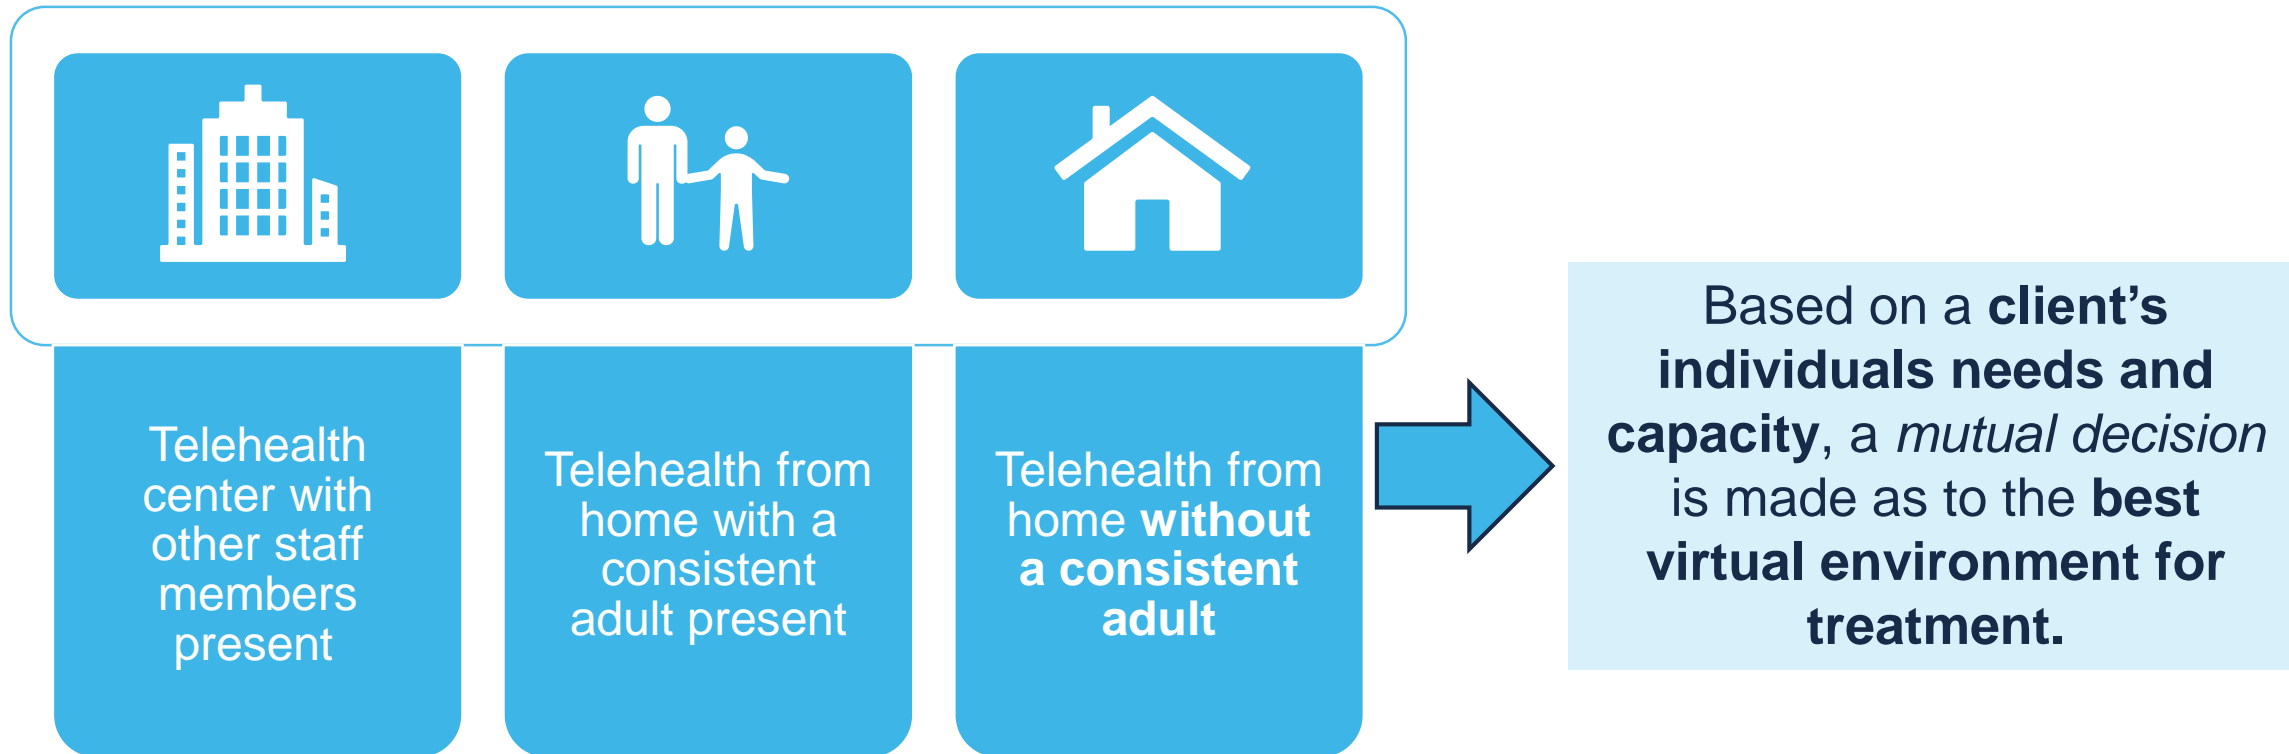 Telehealth
center with
other staff
members
present
Telehealth from
home with a
consistent
adult present
Telehealth from
home without
a consistent
adult
Based on a client’s
individuals needs and
capacity, a mutual decision
is made as to the best
virtual environment for
treatment.